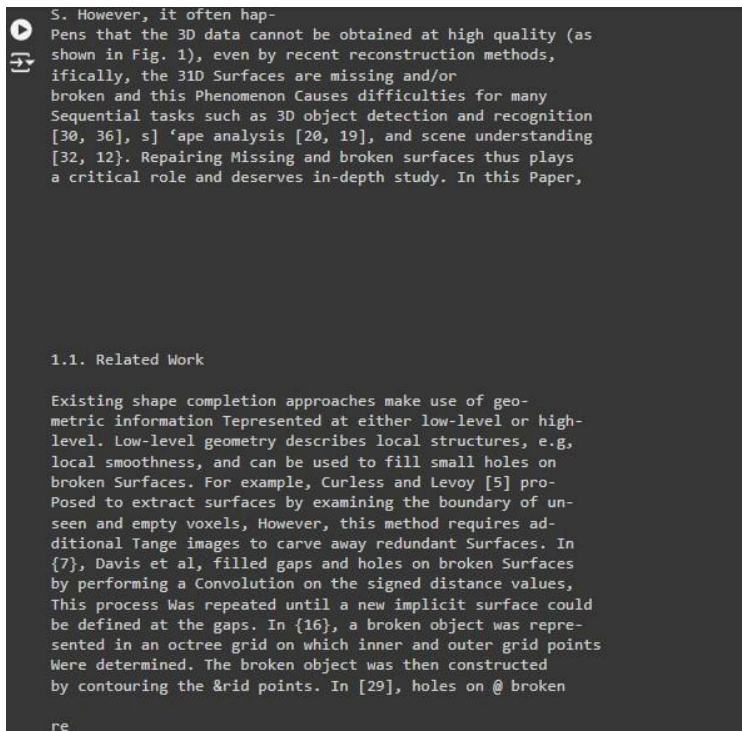 S. However, it often hap-
Pens that the 3D data cannot be obtained at high quality (as
shown in Fig. 1), even by recent reconstruction methods,
ifically, the 31D Surfaces are missing and/or
broken and this Phenomenon Causes difficulties for many
Sequential tasks such as 3D object detection and recognition
[30, 36], s] ‘ape analysis [20, 19], and scene understanding
[32, 12}. Repairing Missing and broken surfaces thus plays
a critical role and deserves in-depth study. In this Paper,
1.1. Related Work
Existing shape completion approaches make use of geo-
metric information Tepresented at either low-level or high-
level. Low-level geometry describes local structures, e.g,
local smoothness, and can be used to fill small holes on
broken Surfaces. For example, Curless and Levoy [5] pro-
Posed to extract surfaces by examining the boundary of un-
seen and empty voxels, However, this method requires ad-
ditional Tange images to carve away redundant Surfaces. In
{7}, Davis et al, filled gaps and holes on broken Surfaces
by performing a Convolution on the signed distance values,
This process Was repeated until a new implicit surface could
be defined at the gaps. In {16}, a broken object was repre-
sented in an octree grid on which inner and outer grid points
Were determined. The broken object was then constructed
by contouring the &rid points. In [29], holes on @ broken
re